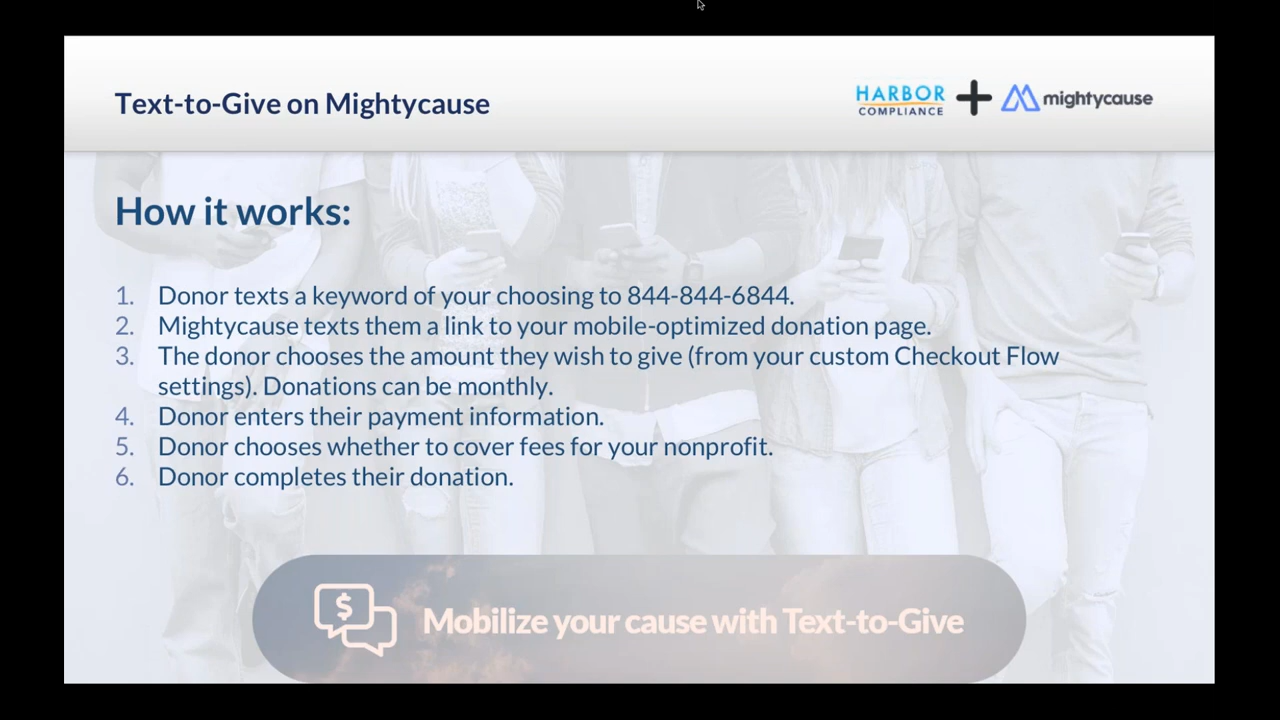 Text-to-Give on Mightycause
HARBOR
COMPLIANCE
mightycause
How it works:
1. Donor texts a keyword of your choosing to 844-844-6844.
2. Mightycause texts them a link to your mobile-optimized donation page.
3. The donor chooses the amount they wish to give (from your custom Checkout Flow
settings). Donations can be monthly.
4. Donor enters their payment information.
5. Donor chooses whether to cover fees for your nonprofit.
6. Donor completes their donation.
$
Mobilize your cause with Text-to-Give